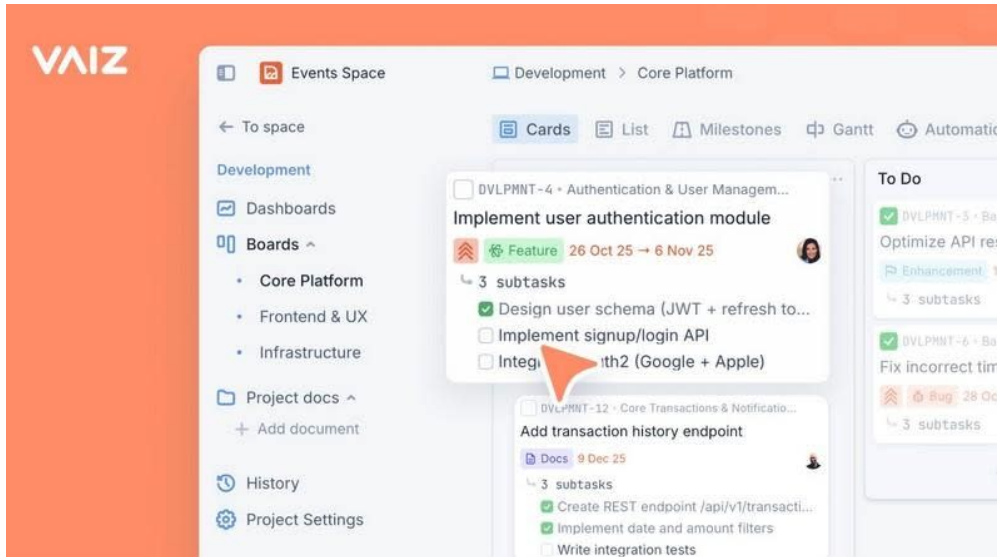 VAIZ
Events Space
Development > Core Platform
← To space
Cards List Milestones Gantt
Development
Dashboards
Boards
Core Platform
Frontend & UX
Infrastructure
Project docs
+ Add document
History
Project Settings
DVLPMNT-4 • Authentication & User Managem...
Implement user authentication module
Feature 26 Oct 25 → 6 Nov 25
3 subtasks
Design user schema (JWT + refresh to...
Implement signup/login API
(Google + Apple)
DVLPMNT-12 • Core Transactions & Notificatio...
Add transaction history endpoint
Docs 9 Dec 25
3 subtasks
Create REST endpoint /api/v1/transacti...
Implement date and amount filters
Write integration tests
To Do
Optimize API
Enhancement
3 subtasks
DVLPMNT-6
Fix incorrect
Bug 28
3 subtasks